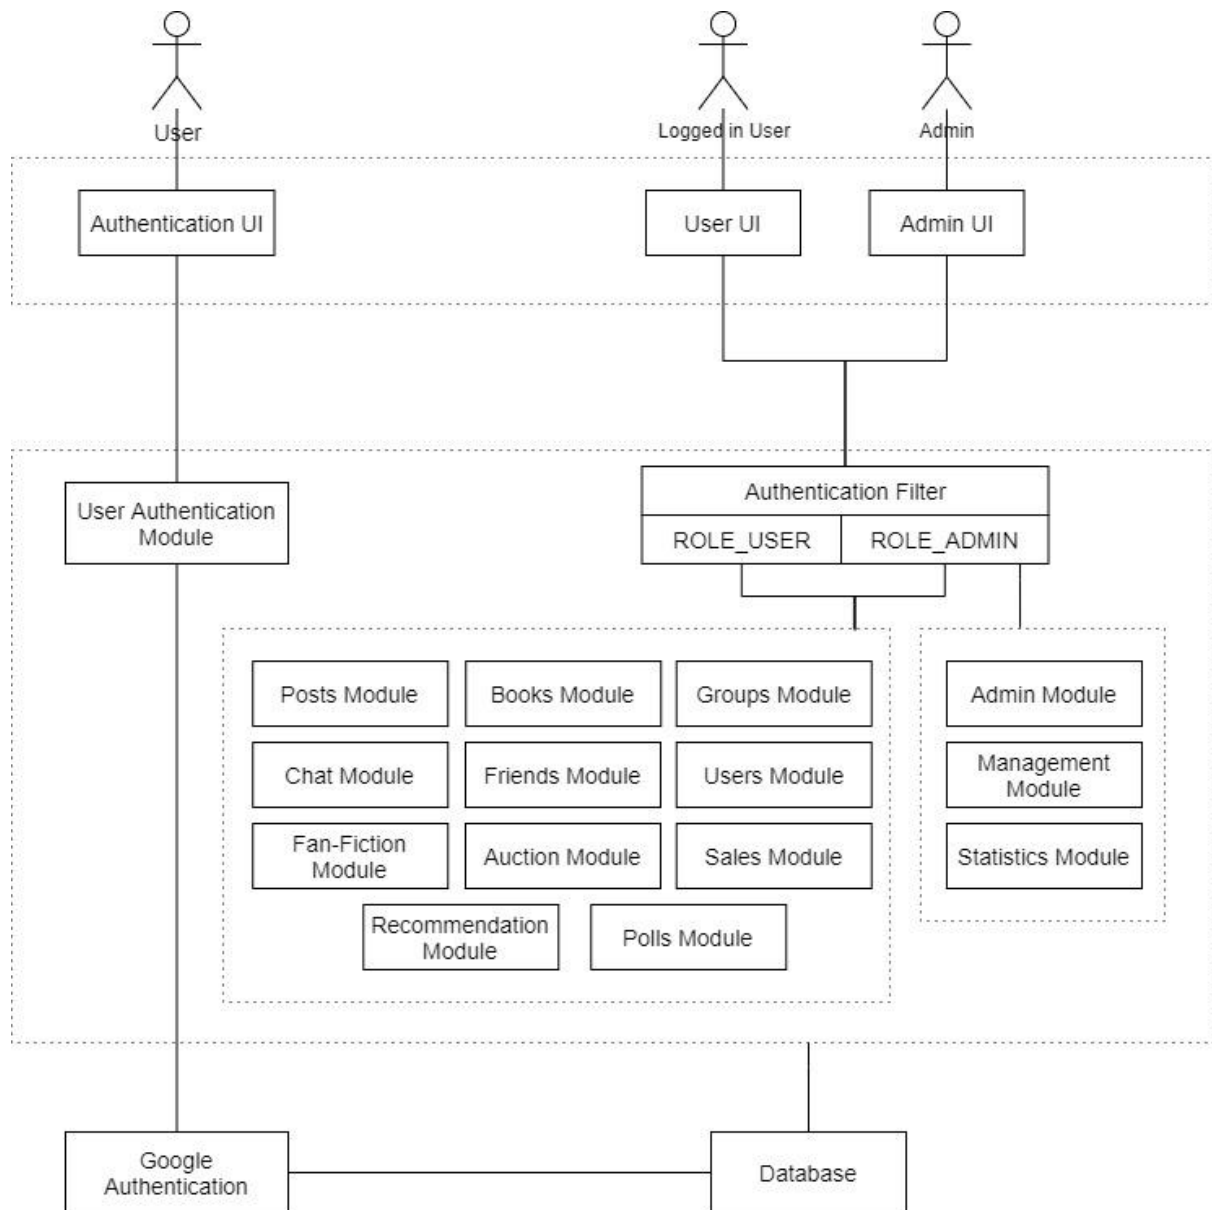 User
Logged in User
Admin
Authentication UI
User UI
Admin UI
User Authentication
Module
Authentication Filter
ROLE_USER
ROLE_ADMIN
Posts Module
Books Module
Groups Module
Admin Module
Chat Module
Friends Module
Users Module
Management
Module
Fan-Fiction
Module
Auction Module
Sales Module
Statistics Module
Recommendation
Module
Polls Module
Google
Authentication
Database